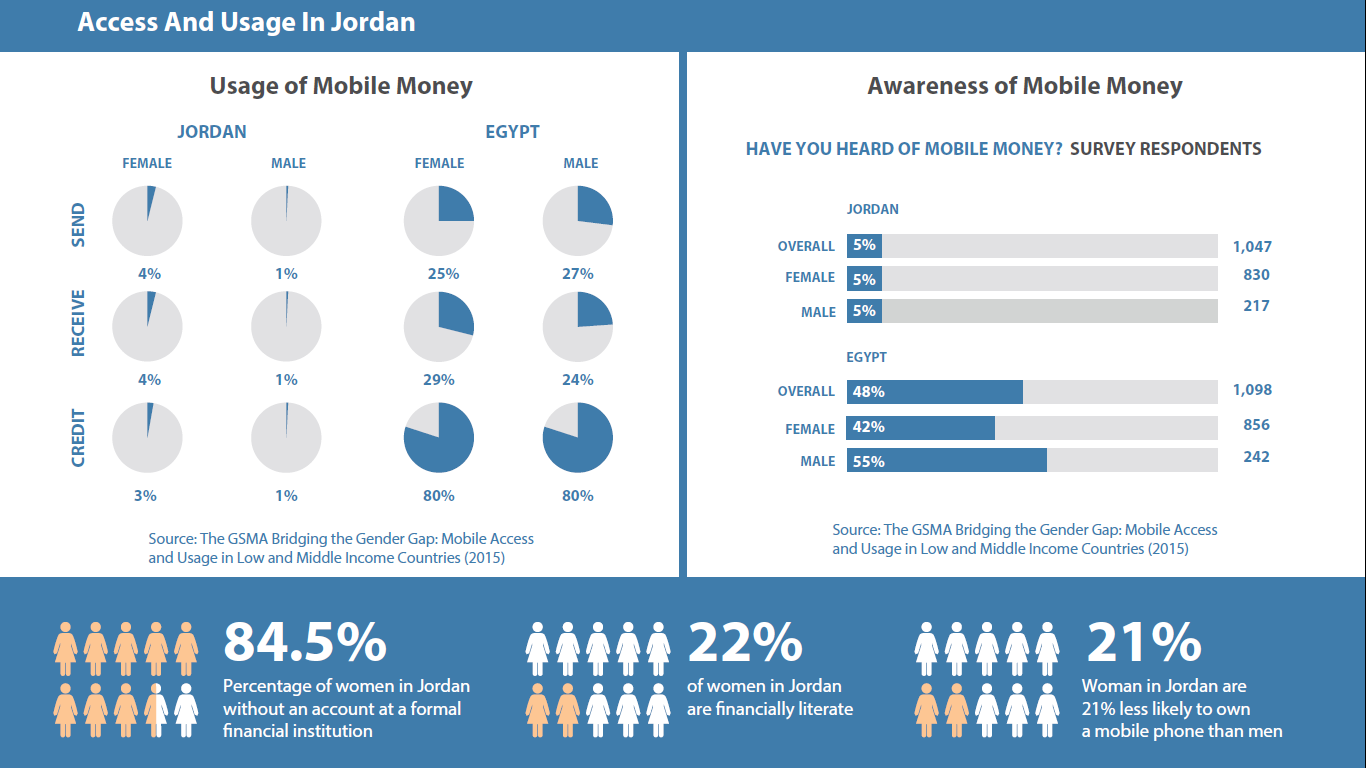 Access And Usage In Jordan
Usage of Mobile Money
JORDAN EGYPT
FEMALE MALE FEMALE MALE
SEND
4% 1% 25% 27%
RECEIVE
4% 1% 29% 24%
CREDIT
3% 1% 80% 80%
Source: The GSMA Bridging the Gender Gap: Mobile Access
and Usage in Low and Middle Income Countries (2015)
Awareness of Mobile Money
HAVE YOU HEARD OF MOBILE MONEY? SURVEY RESPONDENTS
JORDAN
OVERALL 5% 1,047
FEMALE 5% 830
MALE 5% 217
EGYPT
OVERALL 48% 1,098
FEMALE 42% 856
MALE 55% 242
Source: The GSMA Bridging the Gender Gap: Mobile Access
and Usage in Low and Middle Income Countries (2015)
84.5%
Percentage of women in Jordan
without an account at a formal
financial institution
22%
of women in Jordan
are financially literate
21%
Woman in Jordan are
21% less likely to own
a mobile phone than men